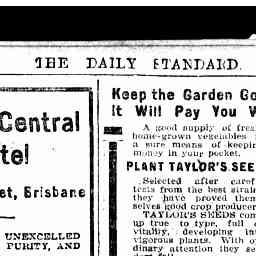 THE DAILY STANDARD.
Central
tel
et, Brisbane
UNEXCELLED
PURITY, AND
Keep the Garden Go
It Will Pay You W
A good supply of fres
home-grown vegetables
a sure means of keepin
money in your pocket.
PLANT TAYLOR'S SEE
Selected after caref
tests from the best strai
they have proved them
selves good crop producer
TAYLOR'S SEEDS com
up true to type, full o
vitality, developing int
vigorous plants. With o
dinary attention they se